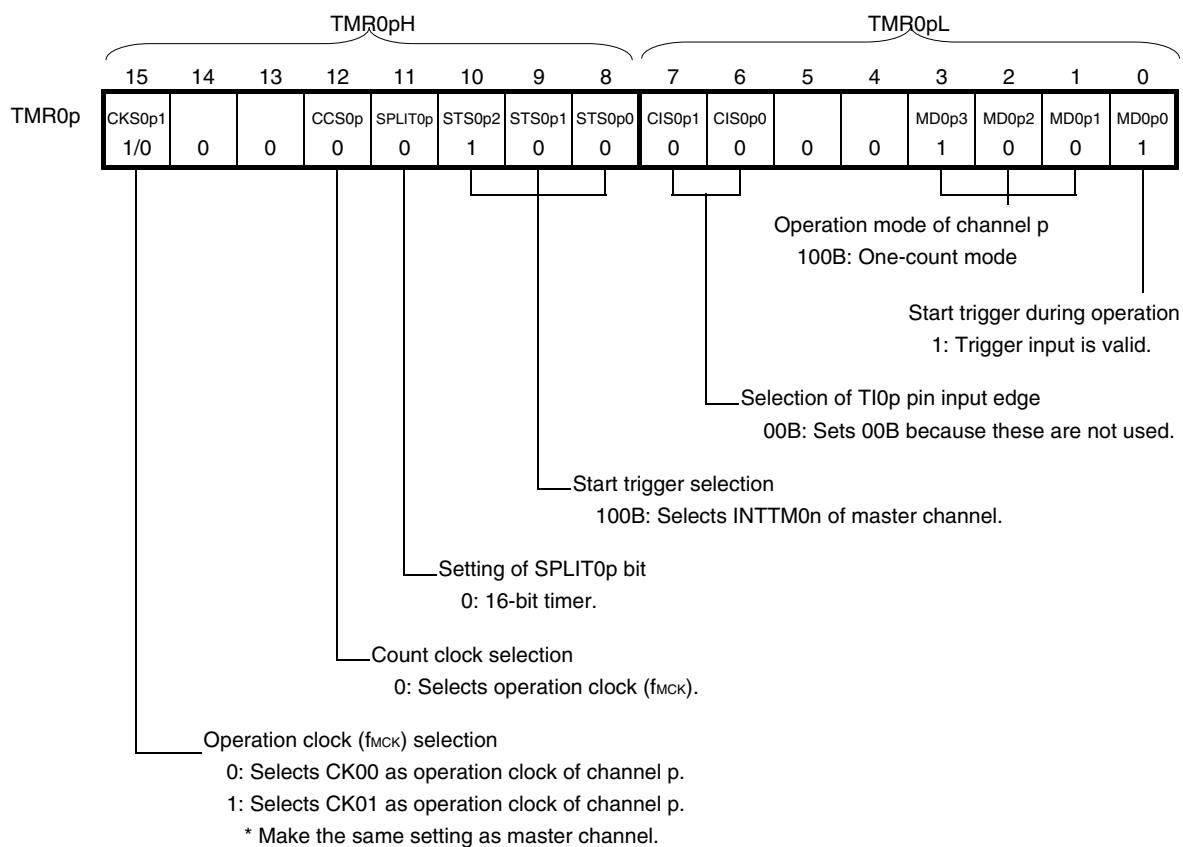 TMR0pH TMR0pL
15 14 13 12 11 10 9 8 7 6 5 4 3 2 1 0
TMR0p CKS0p1 CCS0p SPLIT0p STS0p2 STS0p1 STS0p0 CIS0p1 CIS0p0 MD0p3 MD0p2 MD0p1 MD0p0
1/0 0 0 0 0 1 0 0 0 0 0 0 1 0 0 1
Operation mode of channel p
100B: One-count mode
Start trigger during operation
1: Trigger input is valid.
Selection of TI0p pin input edge
00B: Sets 00B because these are not used.
Start trigger selection
100B: Selects INTTM0n of master channel.
Setting of SPLIT0p bit
0: 16-bit timer.
Count clock selection
0: Selects operation clock (fMCK).
Operation clock (fMCK) selection
0: Selects CK00 as operation clock of channel p.
1: Selects CK01 as operation clock of channel p.
* Make the same setting as master channel.